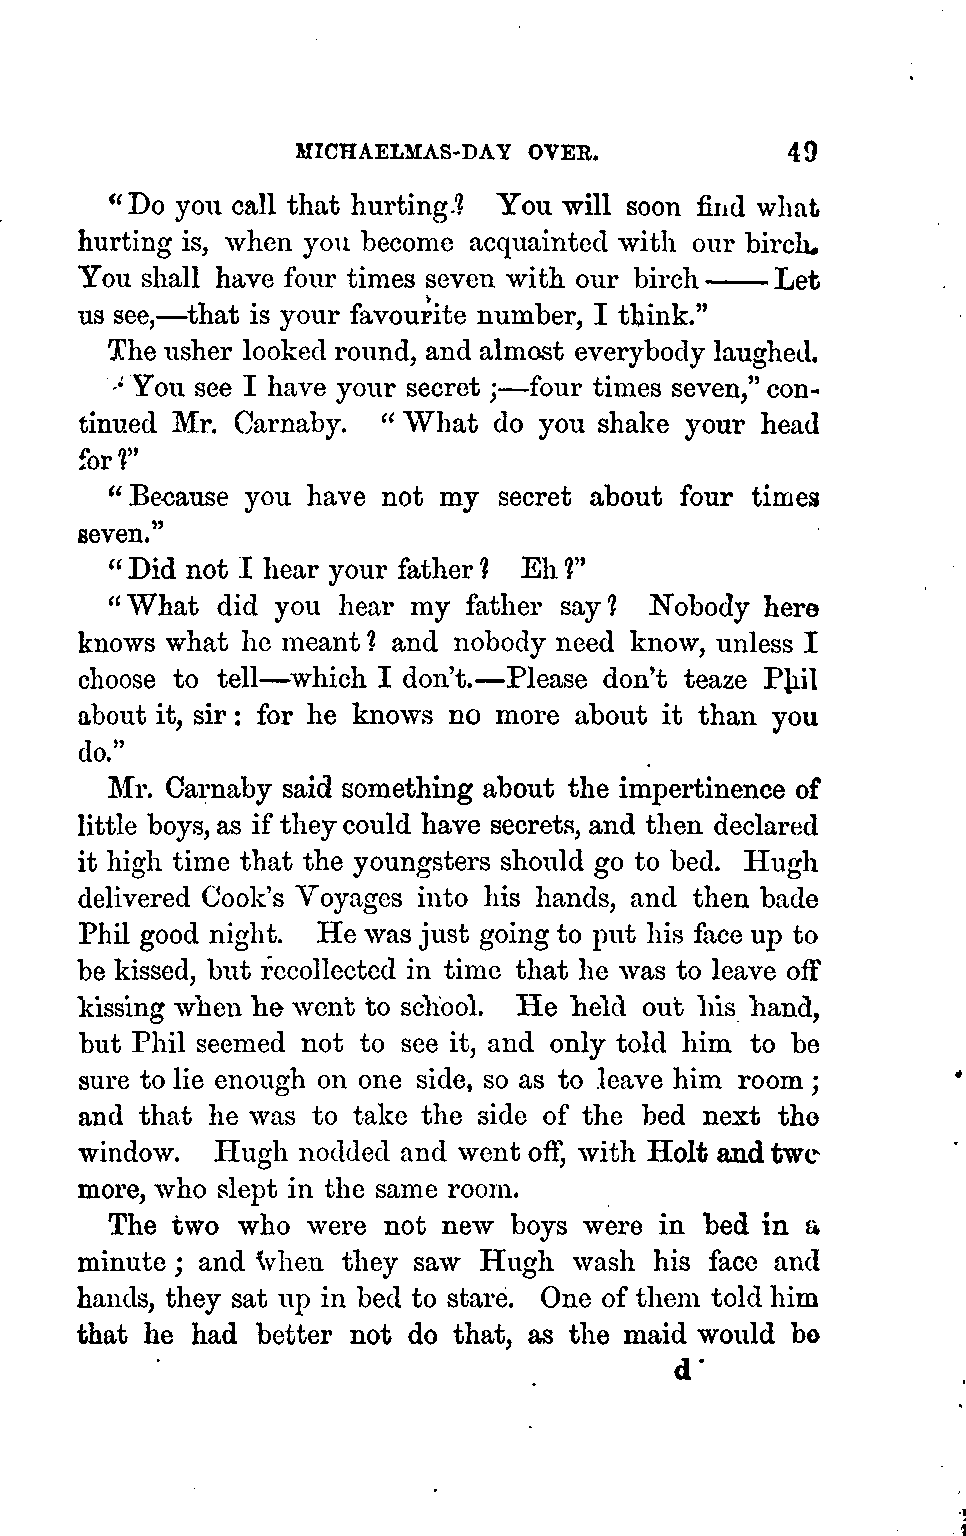 MICHAELMAS-DAY OVER. 49
"Do you call that hurting? You will soon find what
hurting is, when you become acquainted with our birch.
You shall have four times seven with our birch —— Let
us see,—that is your favourite number, I think."
The usher looked round, and almost everybody laughed.
"You see I have your secret;—four times seven," con-
tinued Mr. Carnaby. "What do you shake your head
for?"
"Because you have not my secret about four times
seven."
"Did not I hear your father? Eh?"
"What did you hear my father say? Nobody here
knows what he meant? and nobody need know, unless I
choose to tell—which I don't.—Please don't teaze Phil
about it, sir: for he knows no more about it than you
do."
Mr. Carnaby said something about the impertinence of
little boys, as if they could have secrets, and then declared
it high time that the youngsters should go to bed. Hugh
delivered Cook's Voyages into his hands, and then bade
Phil good night. He was just going to put his face up to
be kissed, but recollected in time that he was to leave off
kissing when he went to school. He held out his hand,
but Phil seemed not to see it, and only told him to be
sure to lie enough on one side, so as to leave him room;
and that he was to take the side of the bed next the
window. Hugh nodded and went off, with Holt and two
more, who slept in the same room.
The two who were not new boys were in bed in a
minute; and when they saw Hugh wash his face and
hands, they sat up in bed to stare. One of them told him
that he had better not do that, as the maid would be
d